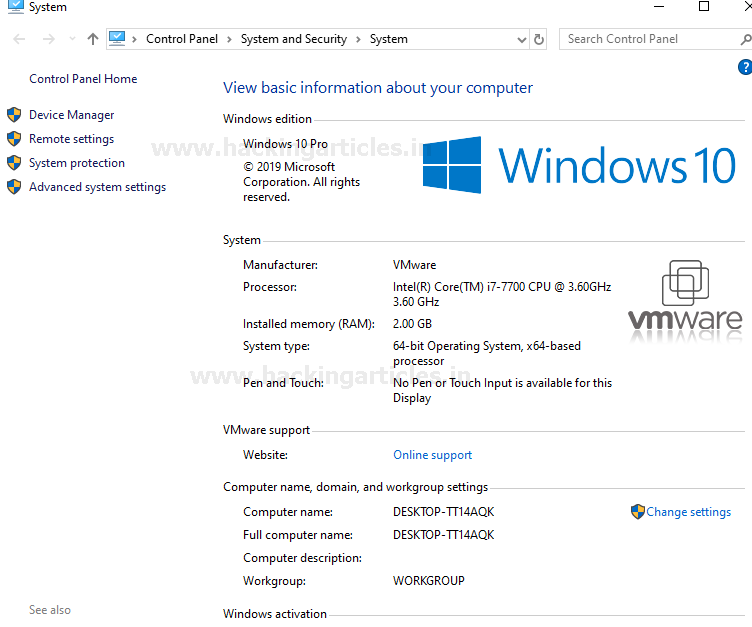 System
Control Panel > System and Security > System
Search Control Panel
?
Control Panel Home
Device Manager
Remote settings
System protection
Advanced system settings
See also
View basic information about your computer
Windows edition
Windows 10 Pro
© 2019 Microsoft
Corporation. All rights
reserved.
Windows 10
www.hackingarticles.in
System
Manufacturer: VMware
Processor: Intel(R) Core(TM) i7-7700 CPU @ 3.60GHz
3.60 GHz
Installed memory (RAM): 2.00 GB
System type: 64-bit Operating System, x64-based
processor
Pen and Touch: No Pen or Touch Input is available for this
Display
vmware
www.hackingarticles.in
VMware support
Website: Online support
Computer name, domain, and workgroup settings
Computer name: DESKTOP-TT14AQK
Change settings
Full computer name: DESKTOP-TT14AQK
Computer description:
Workgroup: WORKGROUP
Windows activation